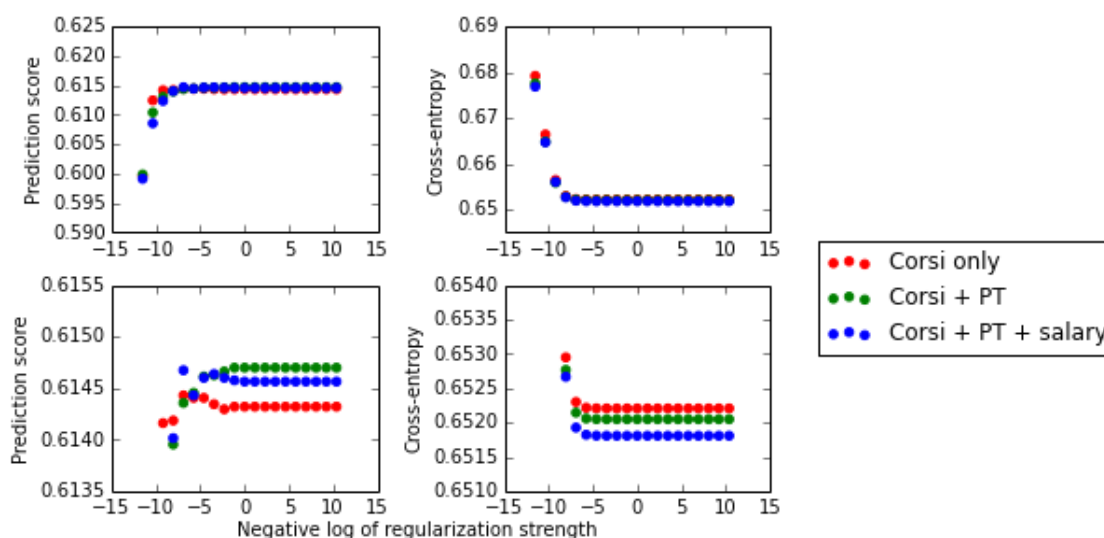 0.625
0.620
0.615
0.610
0.605
0.600
0.595
0.590
Prediction score
−15 −10 −5 0 5 10 15
0.69
0.68
0.67
0.66
0.65
Cross-entropy
−15 −10 −5 0 5 10 15
0.6155
0.6150
0.6145
0.6140
0.6135
Prediction score
−15 −10 −5 0 5 10 15
0.6540
0.6535
0.6530
0.6525
0.6520
0.6515
0.6510
Cross-entropy
−15 −10 −5 0 5 10 15
Negative log of regularization strength
Corsi only
Corsi + PT
Corsi + PT + salary